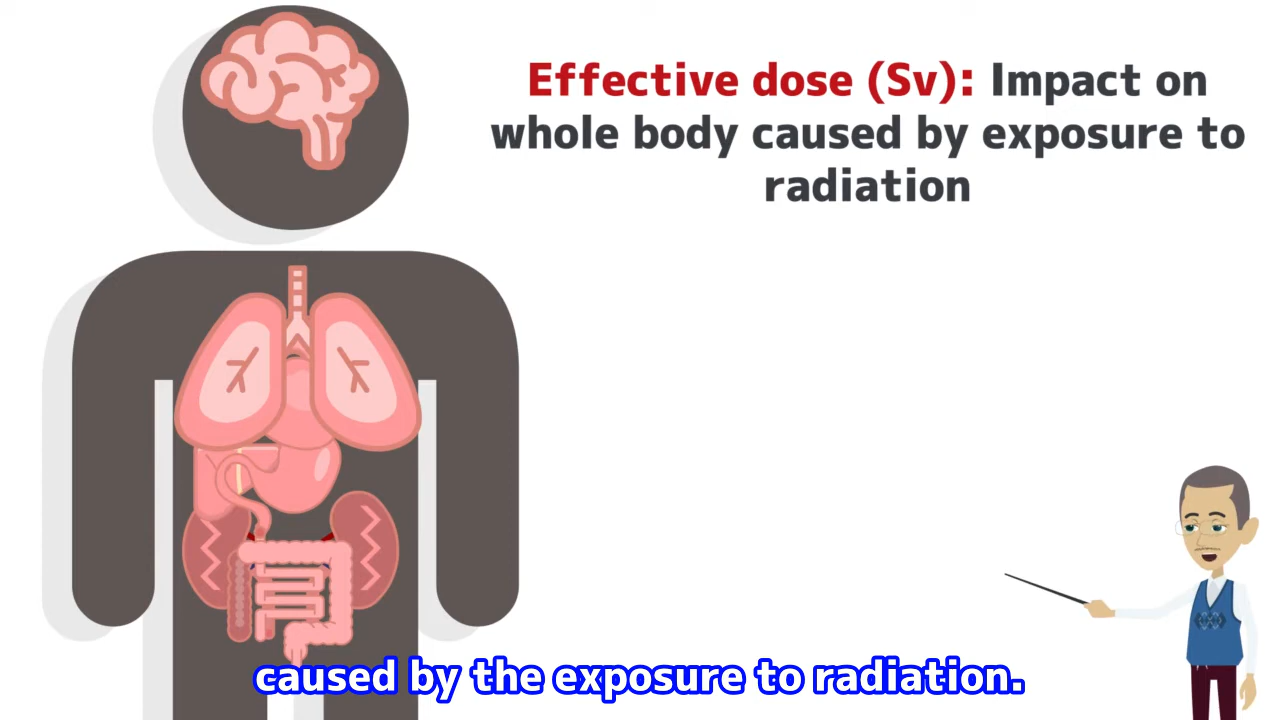 Effective dose (Sv): Impact on
whole body caused by exposure to
radiation
caused by the exposure to radiation.